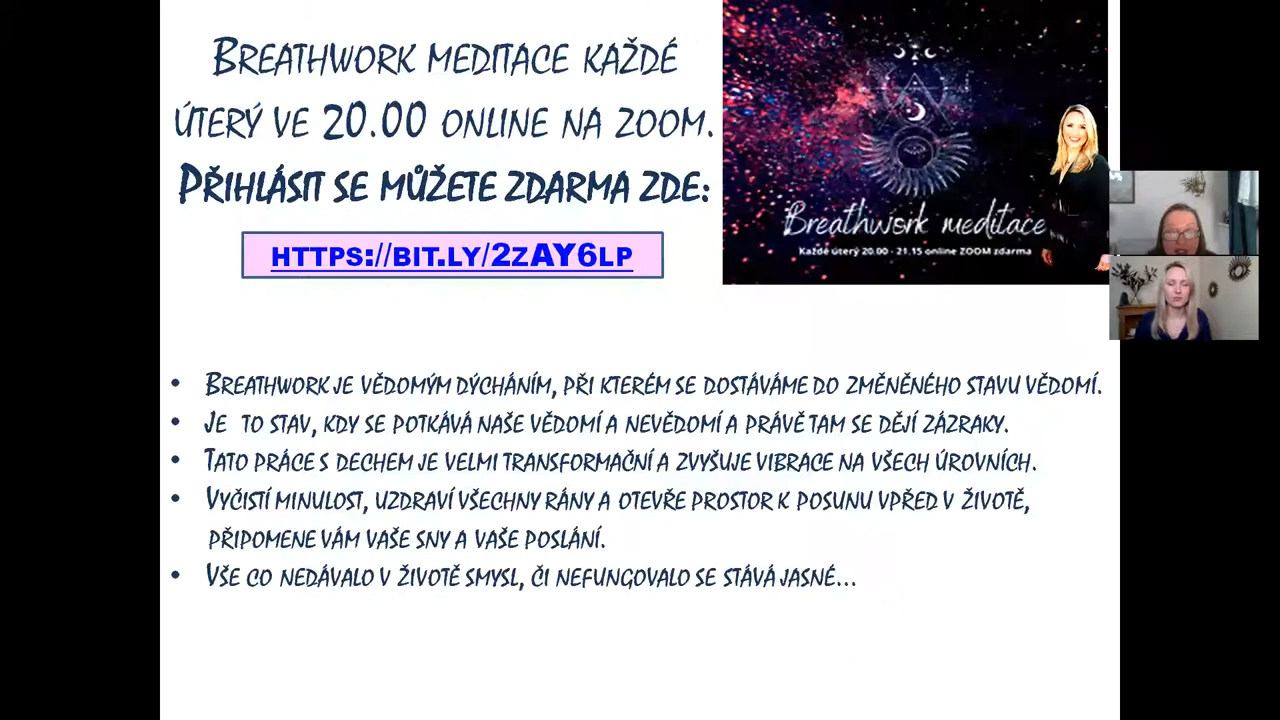 Breathwork meditace každé
úterý ve 20.00 online na ZOOM.
Přihlásit se můžete zdarma zde:
https://bit.ly/2zAY6lp
Breathwork meditace
Každé úterý 20.00 - 21.15 online ZOOM zdarma
• Breathwork je vědomým dýcháním, při kterém se dostáváme do změněného stavu vědomí.
• Je to stav, kdy se potkává naše vědomí a nevědomí a právě tam se dějí zázraky.
• Tato práce s dechem je velmi transformační a zvyšuje vibrace na všech úrovních.
• Vyčistí minulost, uzdraví všechny rány a otevře prostor k posunu vpřed v životě,
připomene vám vaše sny a vaše poslání.
• Vše co nedávalo v životě smysl, či nefungovalo se stává jasné...